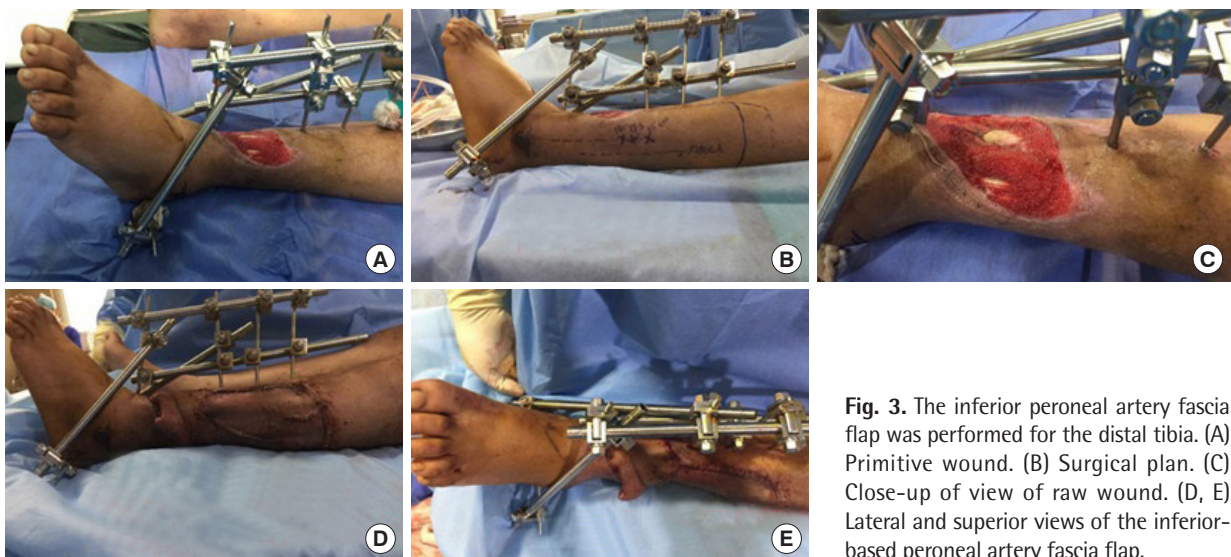 A
B
C
D
E
Fig. 3. The inferior peroneal artery fascia
flap was performed for the distal tibia. (A)
Primitive wound. (B) Surgical plan. (C)
Close-up of view of raw wound. (D, E)
Lateral and superior views of the inferior-
based peroneal artery fascia flap.